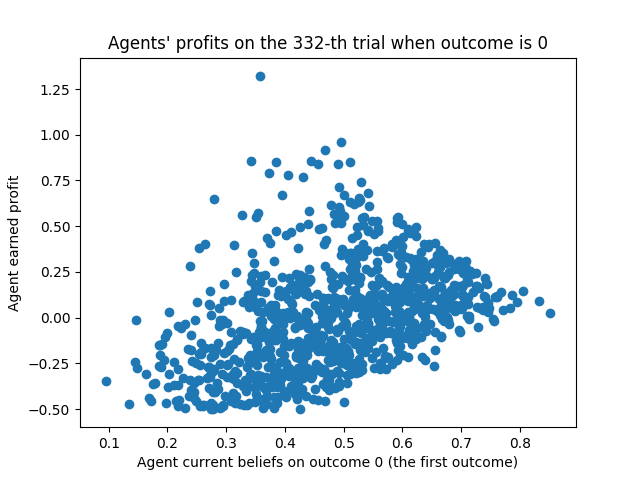 Agents' profits on the 332-th trial when outcome is 0
1.25
1.00
0.75
0.50
0.25
0.00
−0.25
−0.50
Agent earned profit
0.1 0.2 0.3 0.4 0.5 0.6 0.7 0.8
Agent current beliefs on outcome 0 (the first outcome)